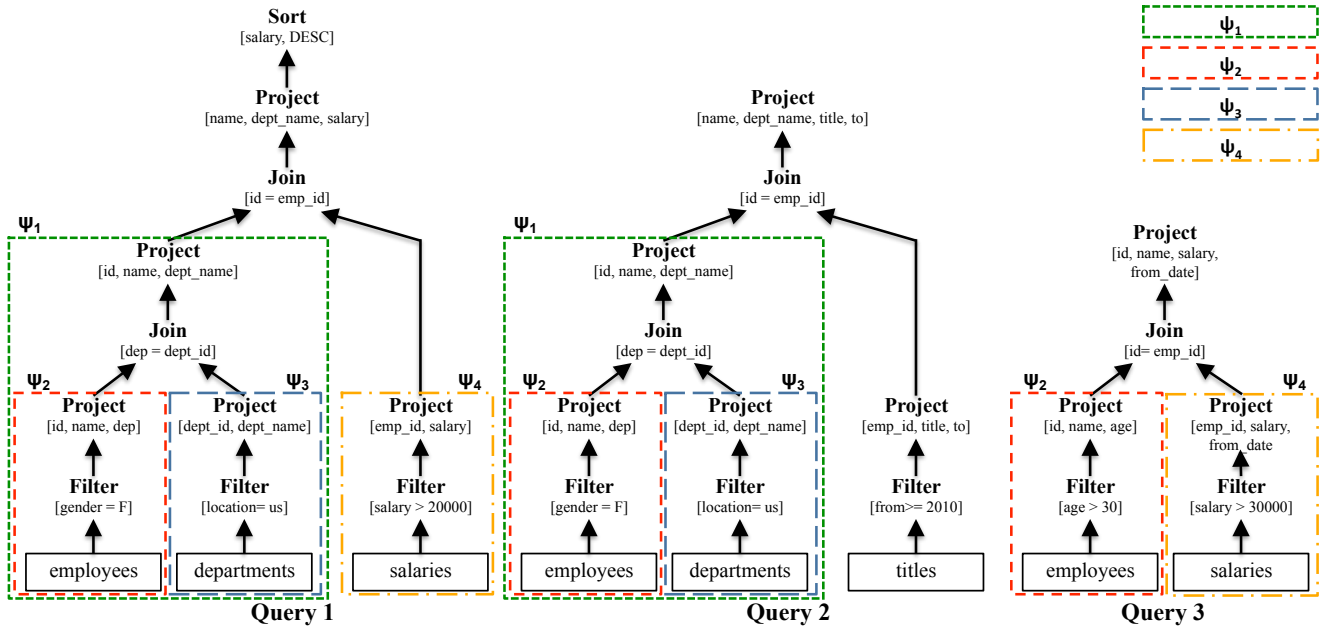 Sort
[salary, DESC]
Project
[name, dept_name, salary]
Join
[id = emp_id]
Ψ1
Project
[id, name, dept_name]
Join
[dep = dept_id]
Ψ2
Project
[id, name, dep]
Filter
[gender = F]
employees
Ψ3
Project
[dept_id, dept_name]
Filter
[location= us]
departments
Ψ4
Project
[emp_id, salary]
Filter
[salary > 20000]
salaries
Query 1
Project
[name, dept_name, title, to]
Join
[id = emp_id]
Ψ1
Project
[id, name, dept_name]
Join
[dep = dept_id]
Ψ2
Project
[id, name, dep]
Filter
[gender = F]
employees
Ψ3
Project
[dept_id, dept_name]
Filter
[location= us]
departments
Project
[emp_id, title, to]
Filter
[from>= 2010]
titles
Query 2
Project
[id, name, salary,
from_date]
Join
[id= emp_id]
Ψ2
Project
[id, name, age]
Filter
[age > 30]
employees
Ψ4
Project
[emp_id, salary,
from_date
Filter
[salary > 30000]
salaries
Query 3
Ψ1
Ψ2
Ψ3
Ψ4